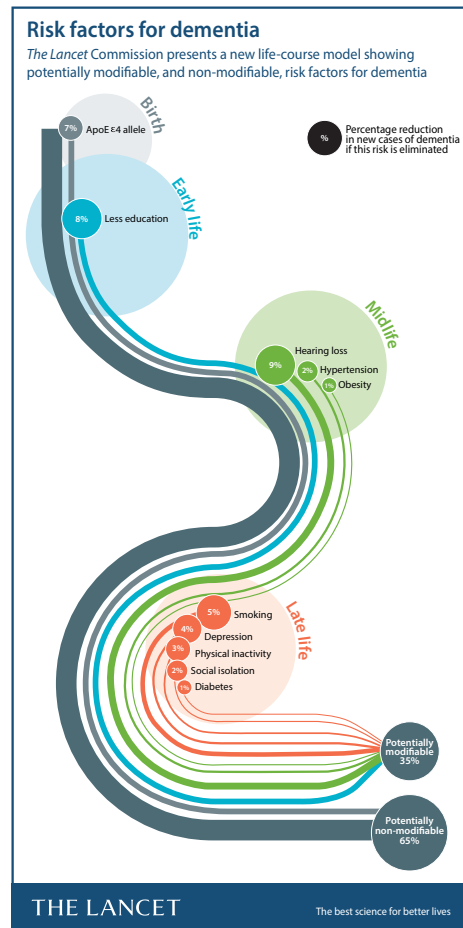 Risk factors for dementia
The Lancet Commission presents a new life-course model showing
potentially modifiable, and non-modifiable, risk factors for dementia
Birth
7%
ApoE ε4 allele
%
Percentage reduction
in new cases of dementia
if this risk is eliminated
Early life
8%
Less education
Midlife
Hearing loss
9%
2%
Hypertension
1%
Obesity
Late life
5%
Smoking
4%
Depression
3%
Physical inactivity
2%
Social isolation
1%
Diabetes
Potentially
modifiable
35%
Potentially
non-modifiable
65%
THE LANCET
The best science for better lives